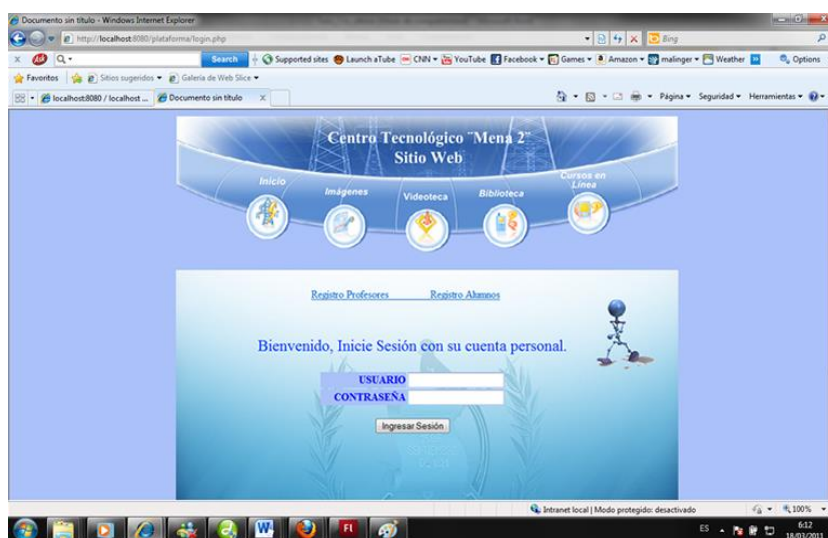 Documento sin título - Windows Internet Explorer
http://localhost:8080/plataforma/login.php
Bing
Ask
Search
Supported sites Launch aTube CNN YouTube Facebook Games Amazon malinger Weather Options
Favoritos Sitios sugeridos Galería de Web Slice
localhost:8080 / localhost ... Documento sin título X
Página Seguridad Herramientas
Centro Tecnológico ¨Mena 2¨
Sitio Web
Inicio
Imágenes
Videoteca
Biblioteca
Cursos en
Línea
Registro Profesores Registro Alumnos
Bienvenido, Inicie Sesión con su cuenta personal.
USUARIO
CONTRASEÑA
Ingresar Sesión
Intranet local | Modo protegido: desactivado
100%
W
FL
ES
6:12
18/03/2011